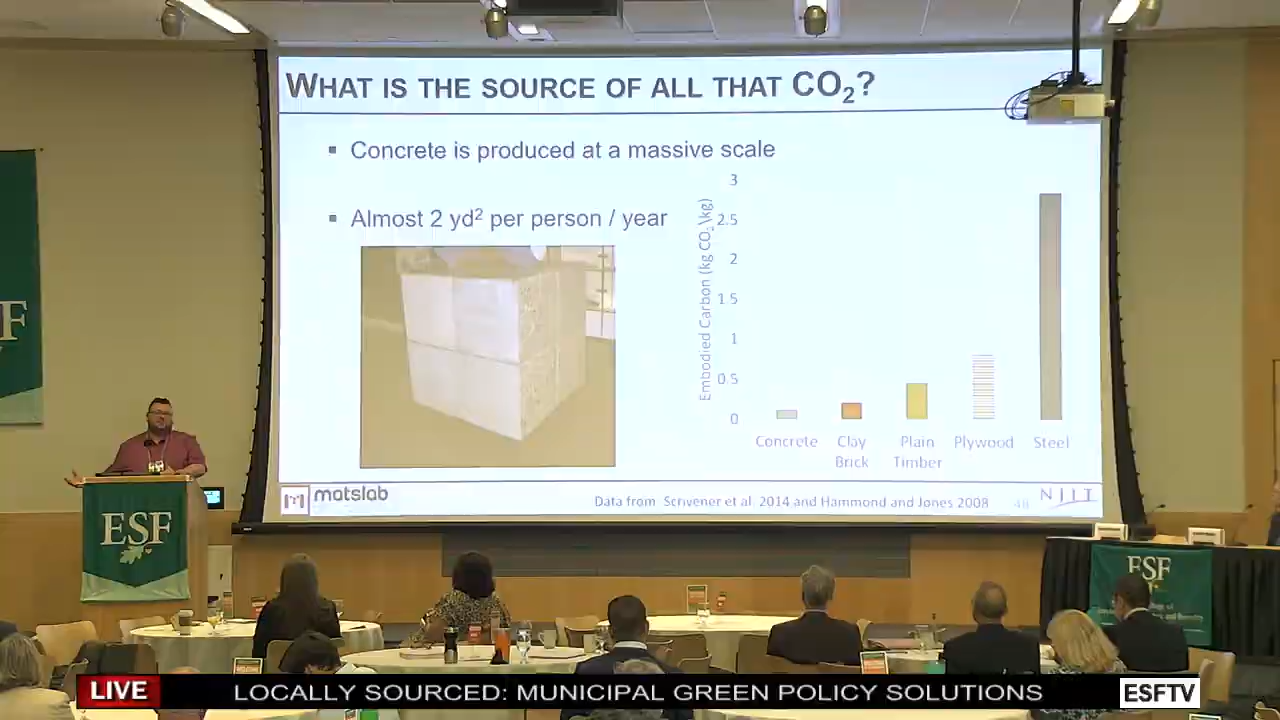 WHAT IS THE SOURCE OF ALL THAT CO2?
▪ Concrete is produced at a massive scale
▪ Almost 2 yd² per person / year
Embodied Carbon (kg CO2\kg)
3
2.5
2
1.5
1
0.5
0
Concrete
Clay Brick
Plain Timber
Plywood
Steel
matslab
Data from Scrivener et al. 2014 and Hammond and Jones 2008
48
NJIT
F
ESF
ESF
LIVE
LOCALLY SOURCED: MUNICIPAL GREEN POLICY SOLUTIONS
ESFTV